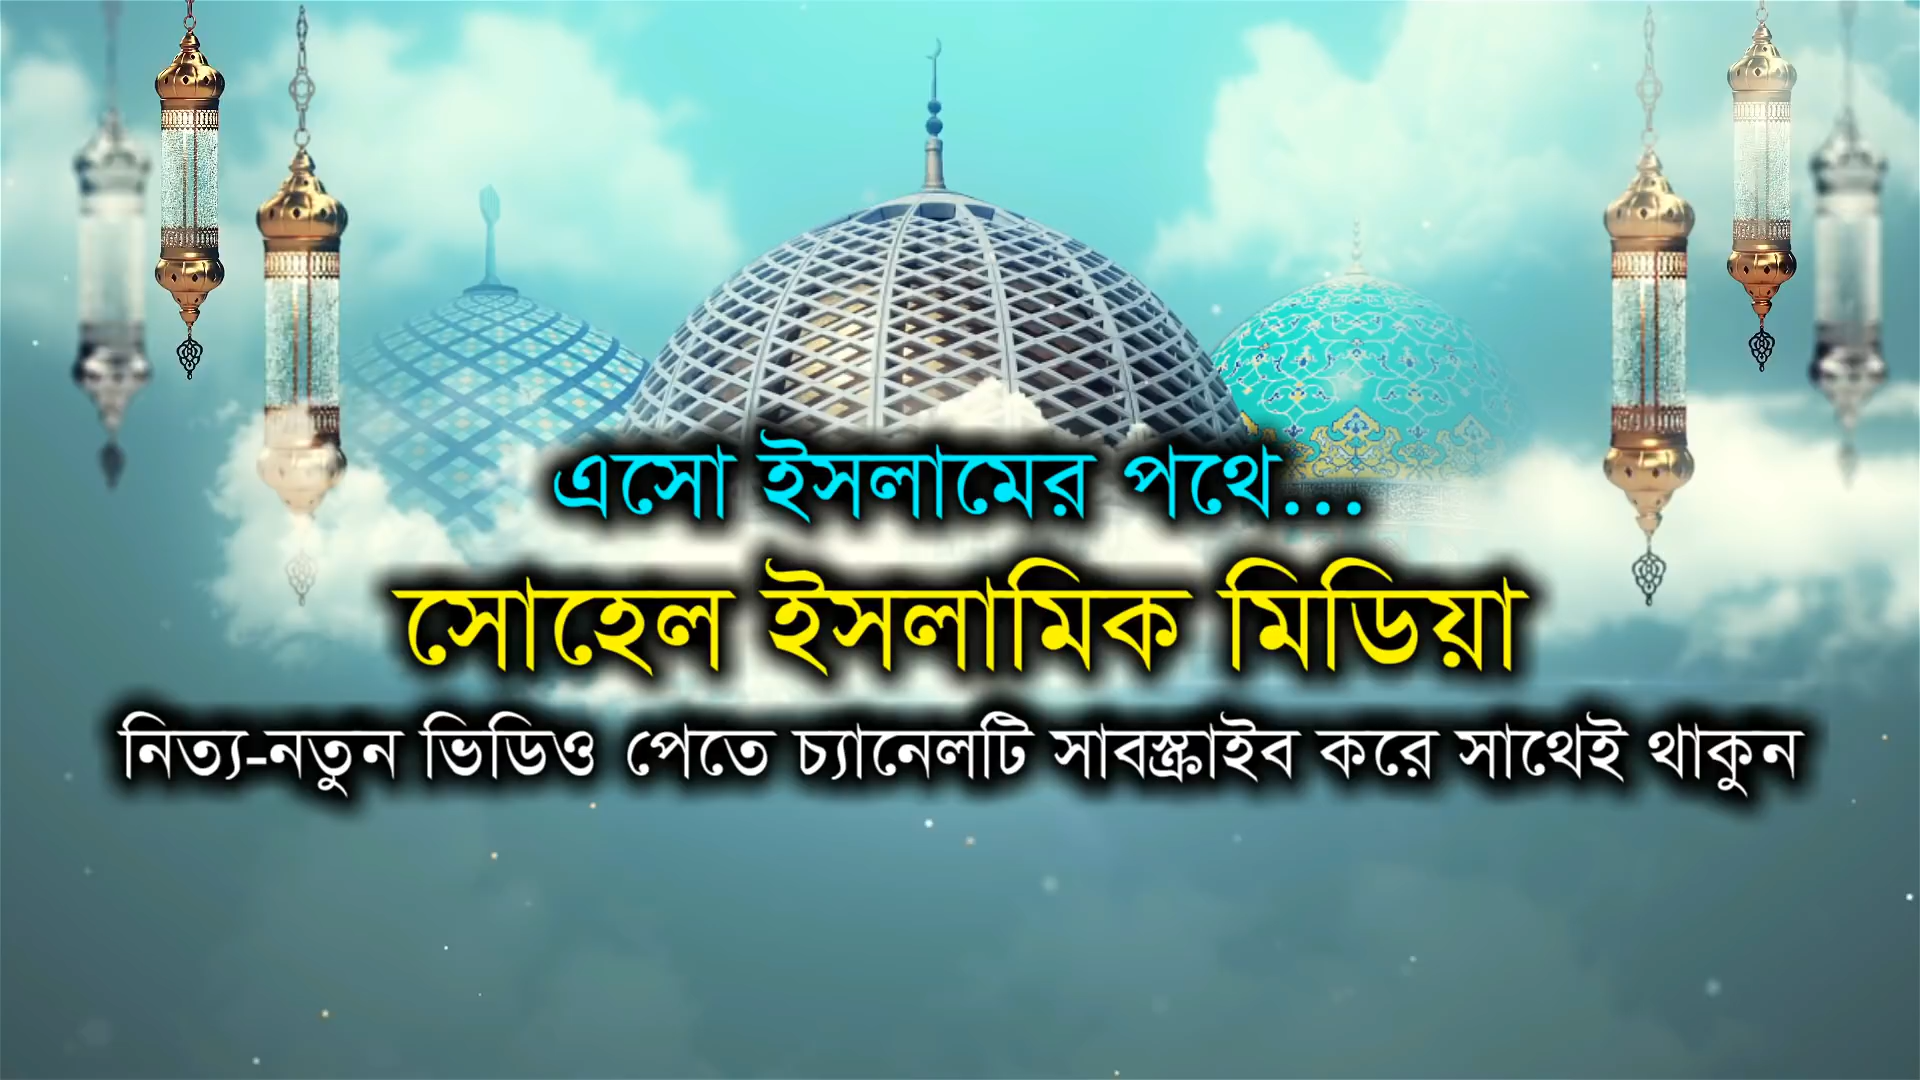 এসো ইসলামের পথে...
সোহেল ইসলামিক মিডিয়া
নিত্য-নতুন ভিডিও পেতে চ্যানেলটি সাবস্ক্রাইব করে সাথেই থাকুন